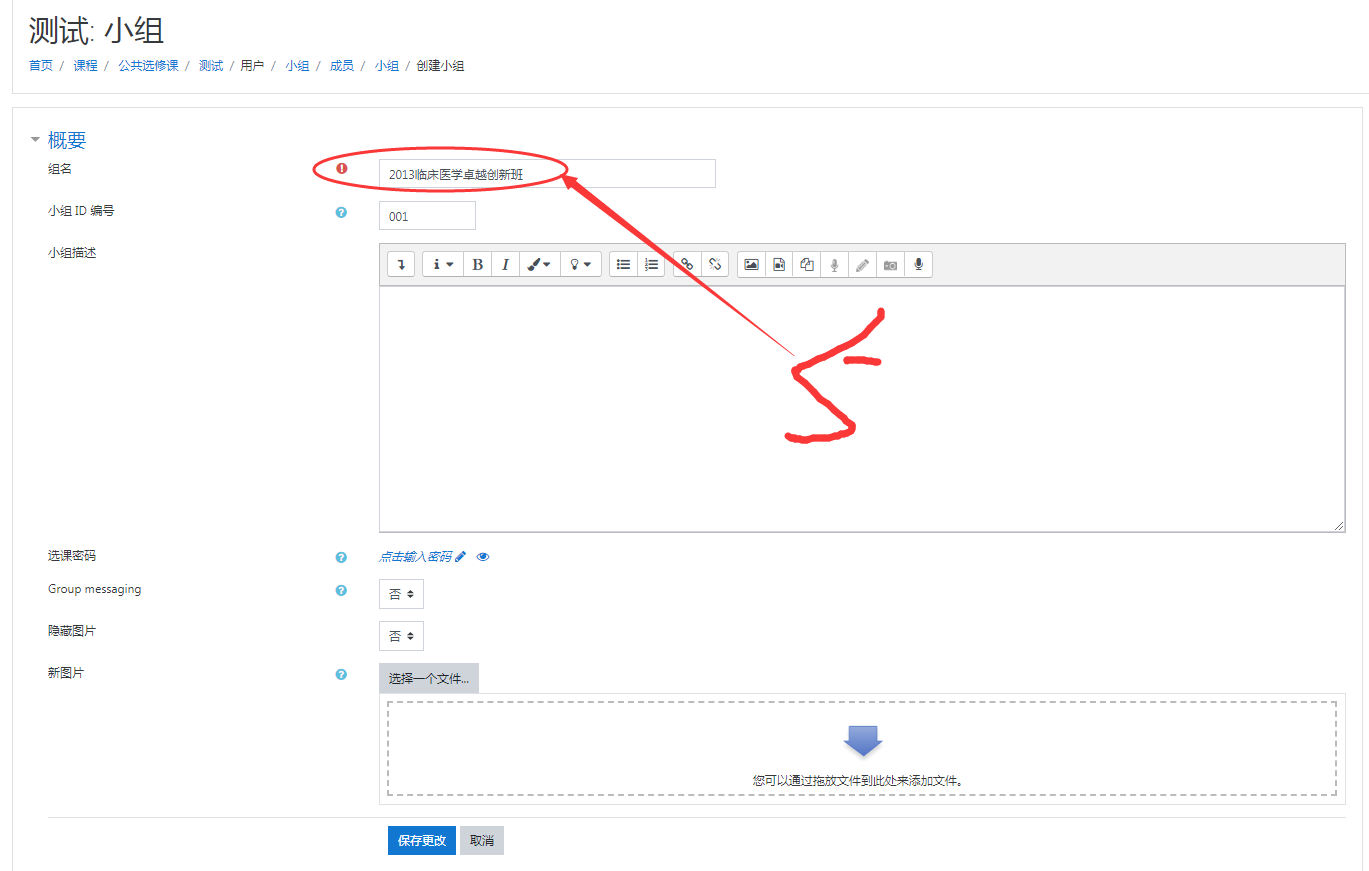 测试: 小组
首页 / 课程 / 公共选修课 / 测试 / 用户 / 小组 / 成员 / 小组 / 创建小组
概要
组名
2013临床医学卓越创新班
小组 ID 编号
001
小组描述
B I
5
选课密码
点击输入密码
Group messaging
否
隐藏图片
否
新图片
选择一个文件...
您可以通过拖放文件到此处来添加文件。
保存更改 取消